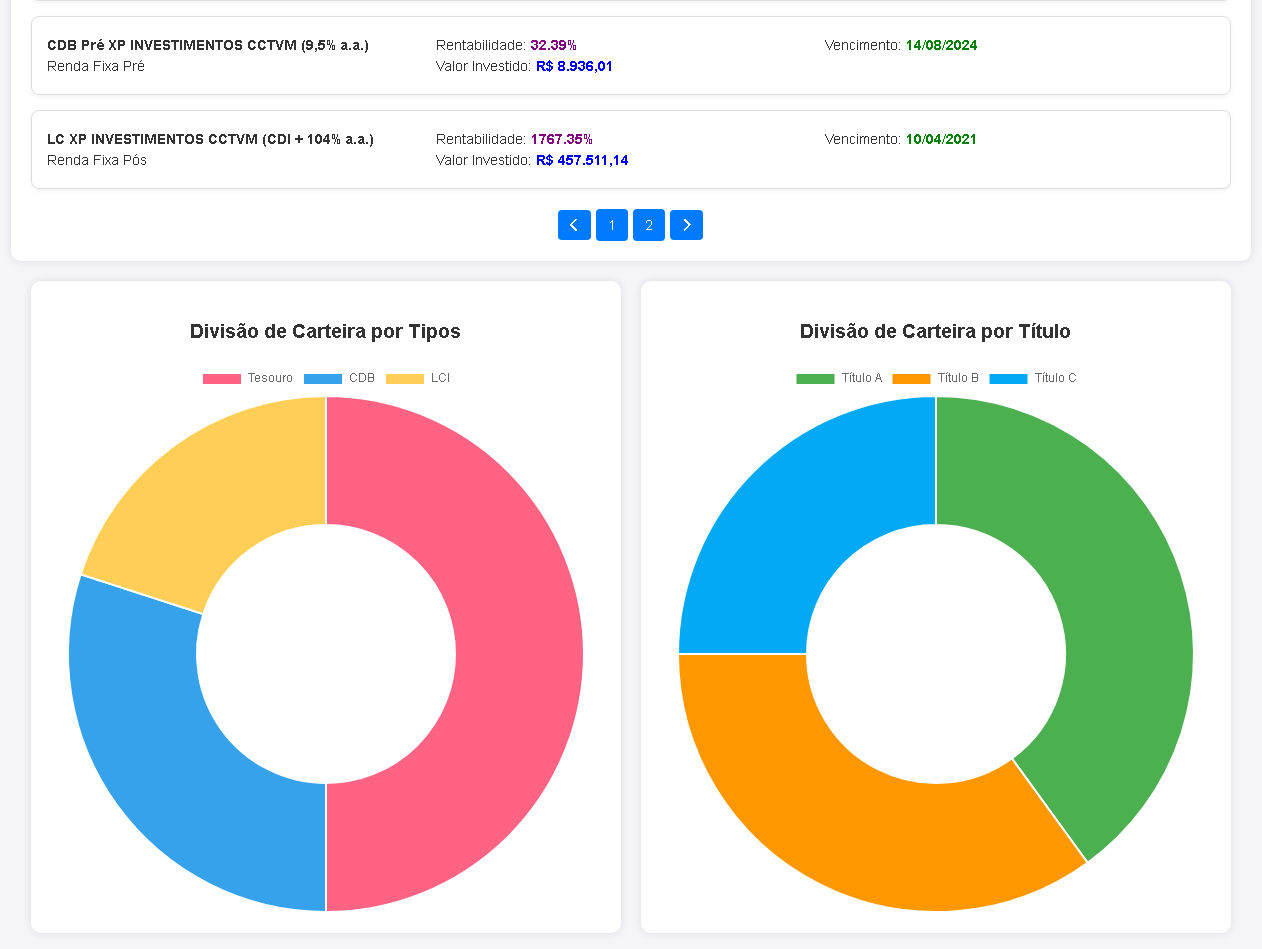 CDB Pré XP INVESTIMENTOS CCTVM (9,5% a.a.) Rentabilidade: 32.39% Vencimento: 14/08/2024
Renda Fixa Pré Valor Investido: R$ 8.936,01
LC XP INVESTIMENTOS CCTVM (CDI + 104% a.a.) Rentabilidade: 1767.35% Vencimento: 10/04/2021
Renda Fixa Pós Valor Investido: R$ 457.511,14
1 2
Divisão de Carteira por Tipos
Tesouro CDB LCI
Divisão de Carteira por Título
Título A Título B Título C